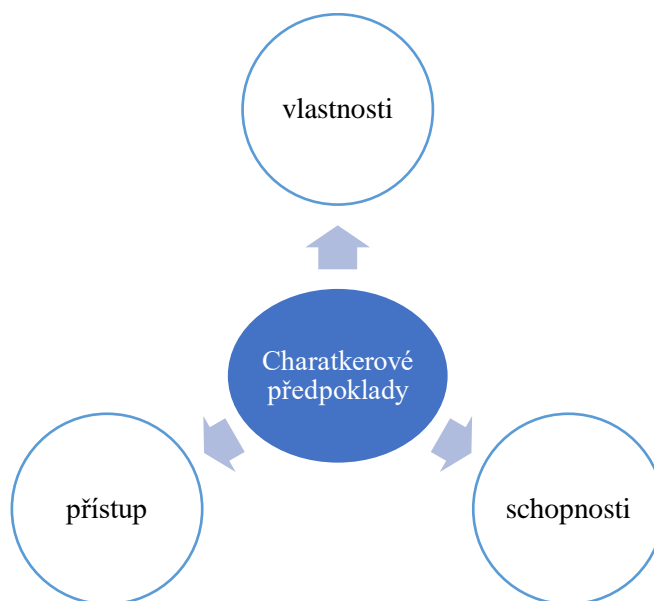 vlastnosti
Charatkerové
předpoklady
přístup
schopnosti